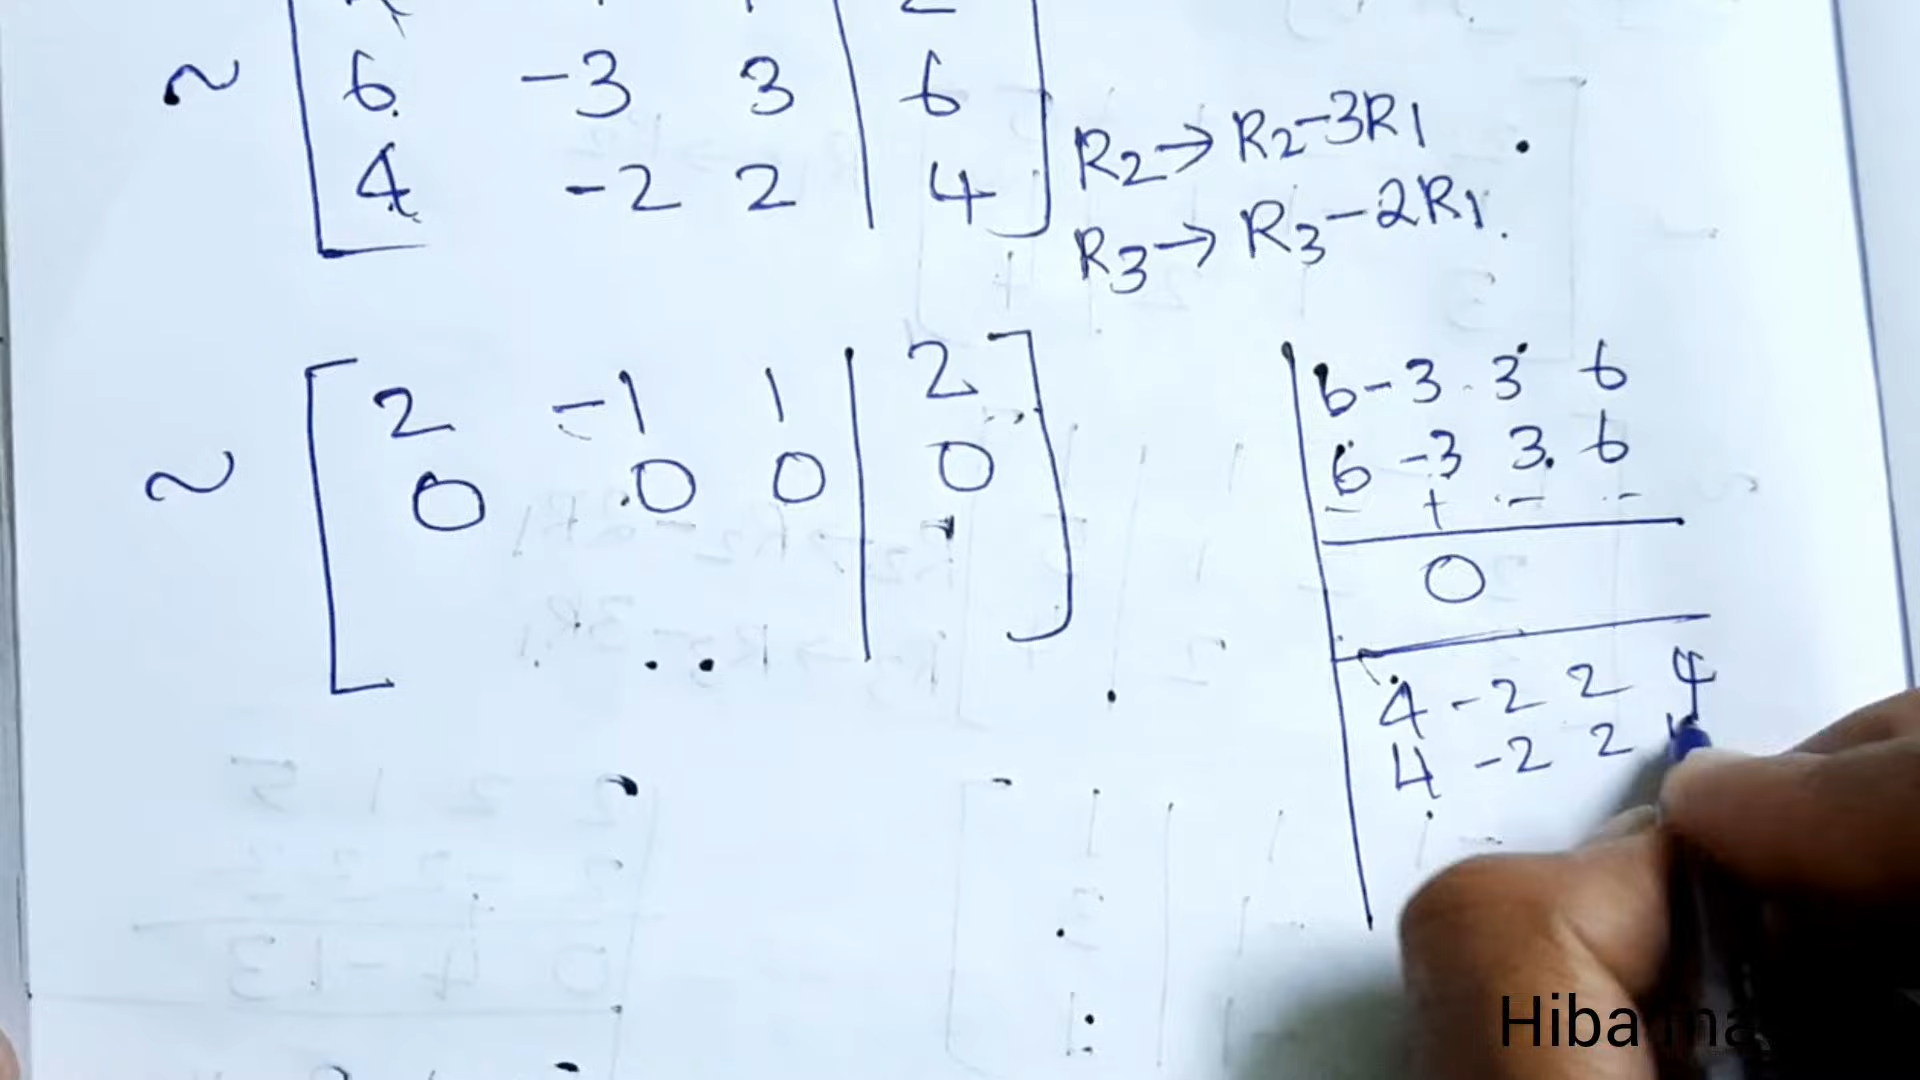 ~ 6 -3 3 | 6
4 -2 2 | 4
R2→R2-3R1
R3→R3-2R1
~ 2 -1 1 | 2
0 0 0 | 0
6 -3 3 6
6 -3 3 6
- + - -
0
4 -2 2 4
4 -2 2